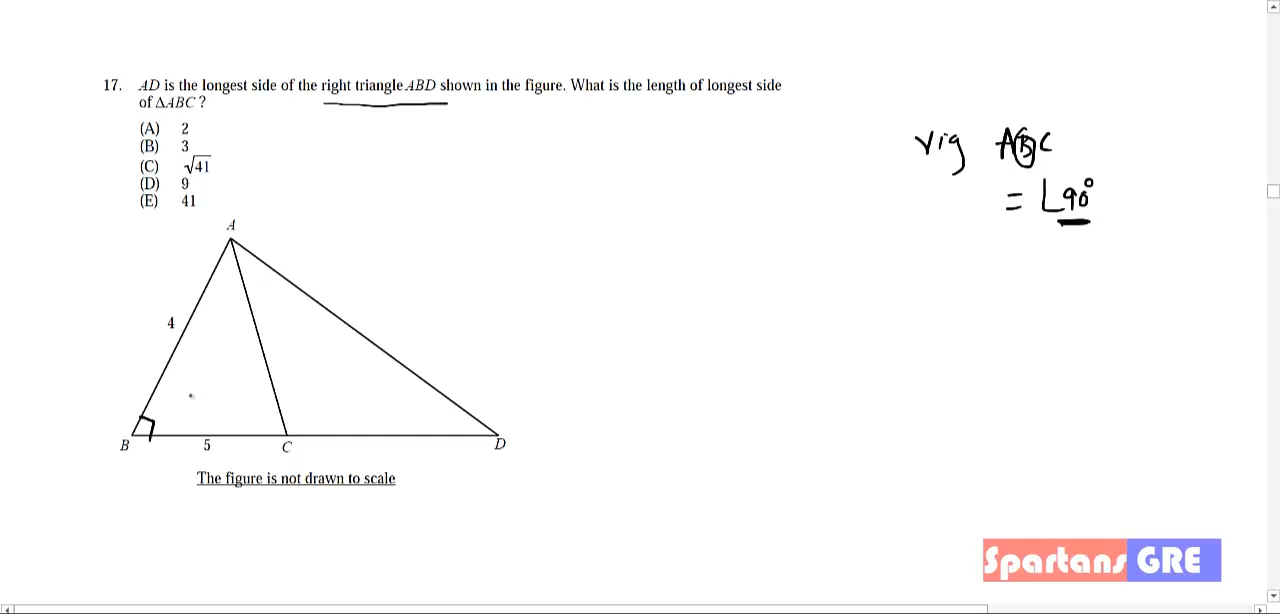 17. AD is the longest side of the right triangle ABD shown in the figure. What is the length of longest side
of ΔABC ?
(A) 2
(B) 3
(C) √41
(D) 9
(E) 41
A
4
B
5
C
D
The figure is not drawn to scale
rig ABC
= ∟90°
Spartans GRE